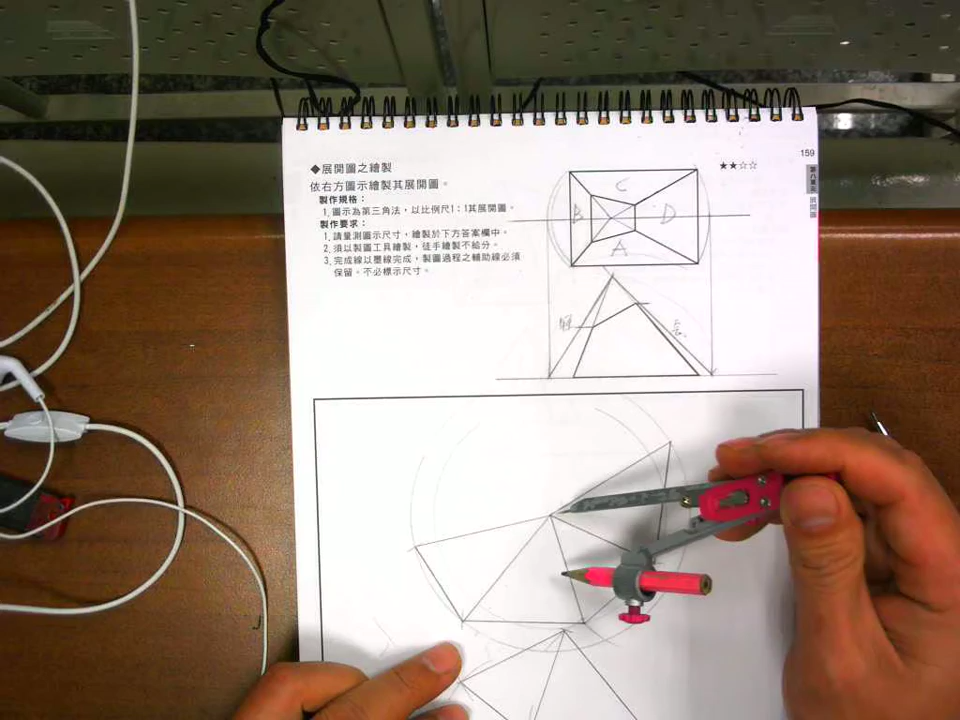 159
◆展開圖之繪製
★★☆☆
依右方圖示繪製其展開圖。
製作規格：
1. 圖示為第三角法，以比例尺1：1其展開圖。
製作要求：
1. 請量測圖示尺寸，繪製於下方答案欄中。
2. 須以製圖工具繪製，徒手繪製不給分。
3. 完成線以墨線完成，製圖過程之輔助線必須
保留。不必標示尺寸。
C
B
D
A
展開圖